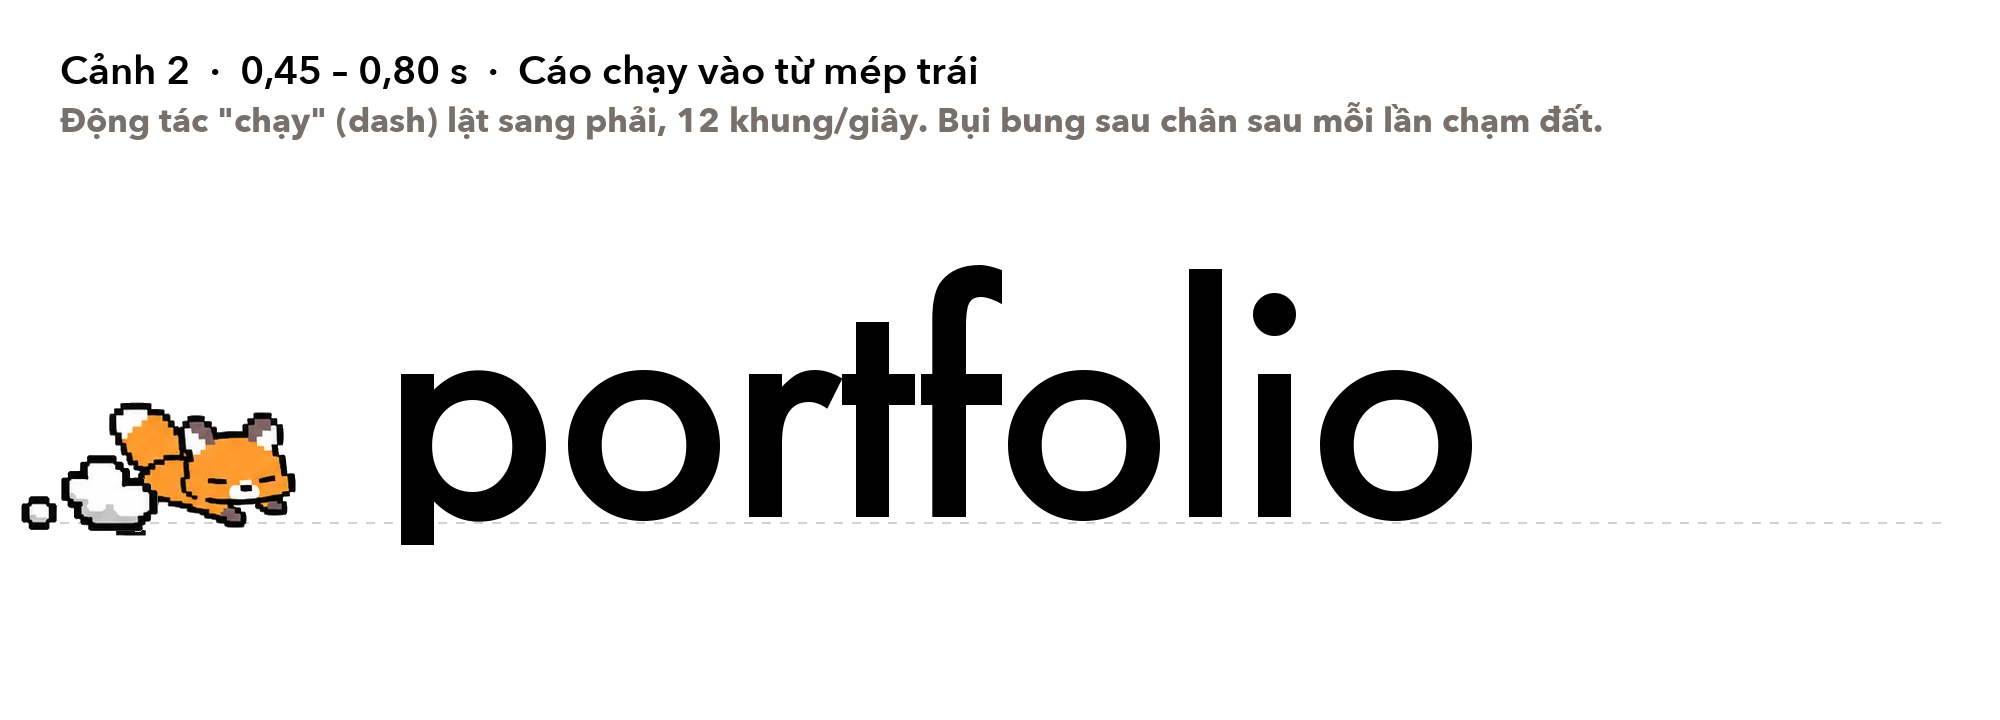 Cảnh 2 · 0,45 – 0,80 s · Cáo chạy vào từ mép trái
Động tác "chạy" (dash) lật sang phải, 12 khung/giây. Bụi bung sau chân sau mỗi lần chạm đất.
portfolio